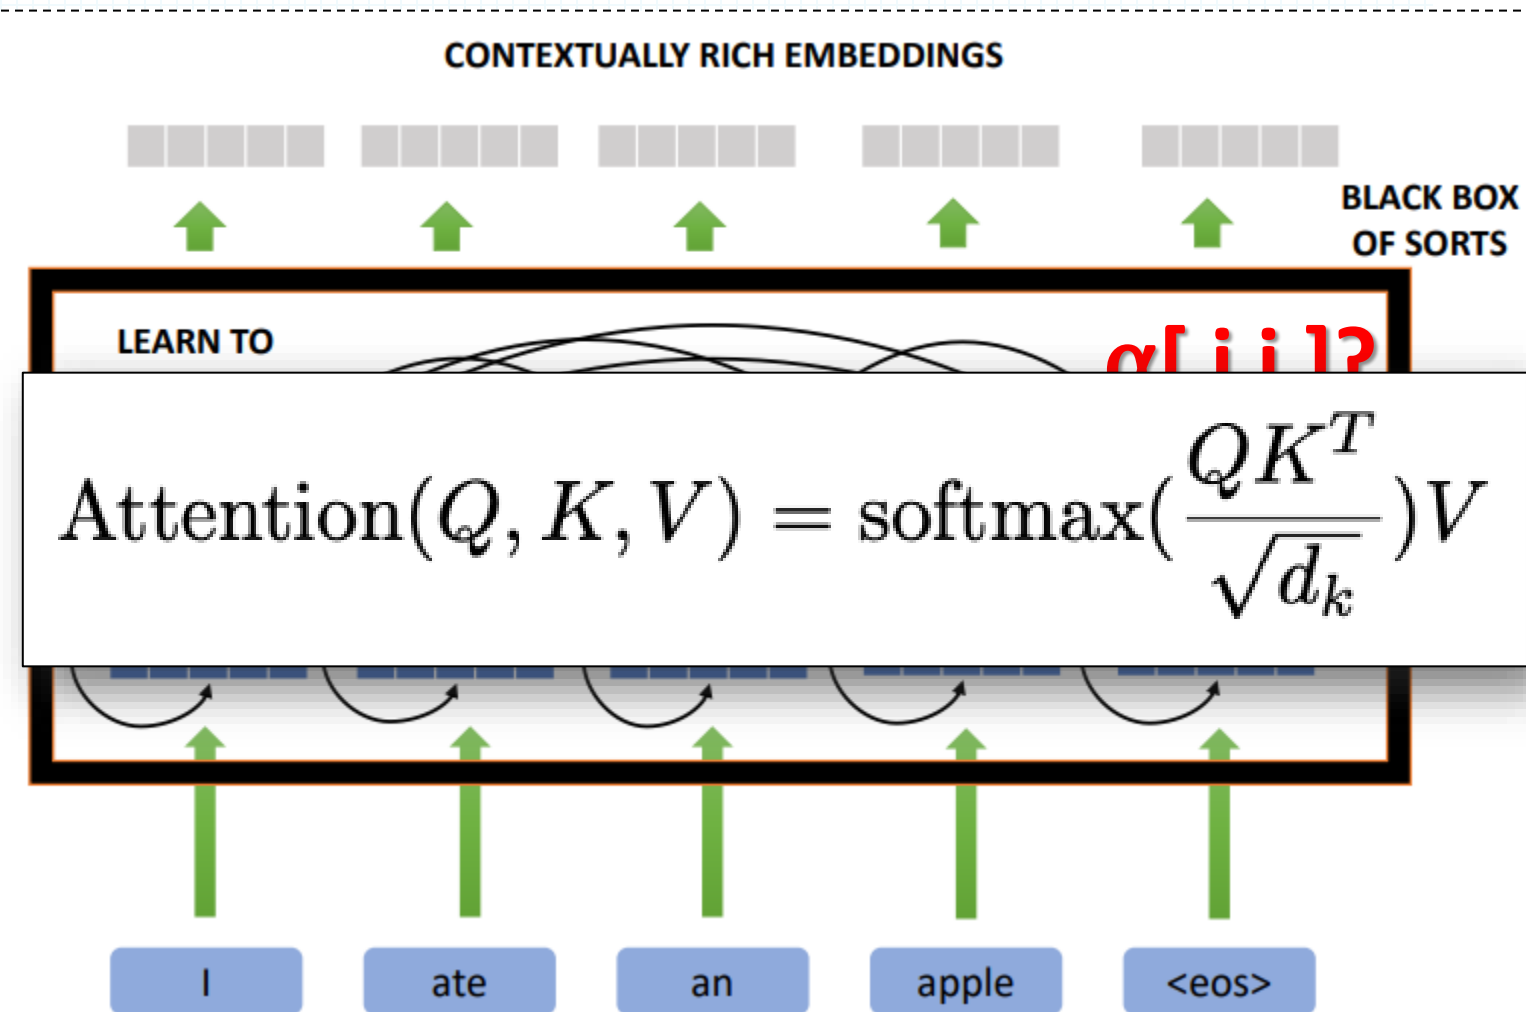 CONTEXTUALLY RICH EMBEDDINGS
BLACK BOX
OF SORTS
LEARN TO
α[ i j ]?
Attention(Q, K, V) = softmax(QK^T / √d_k)V
I
ate
an
apple
<eos>